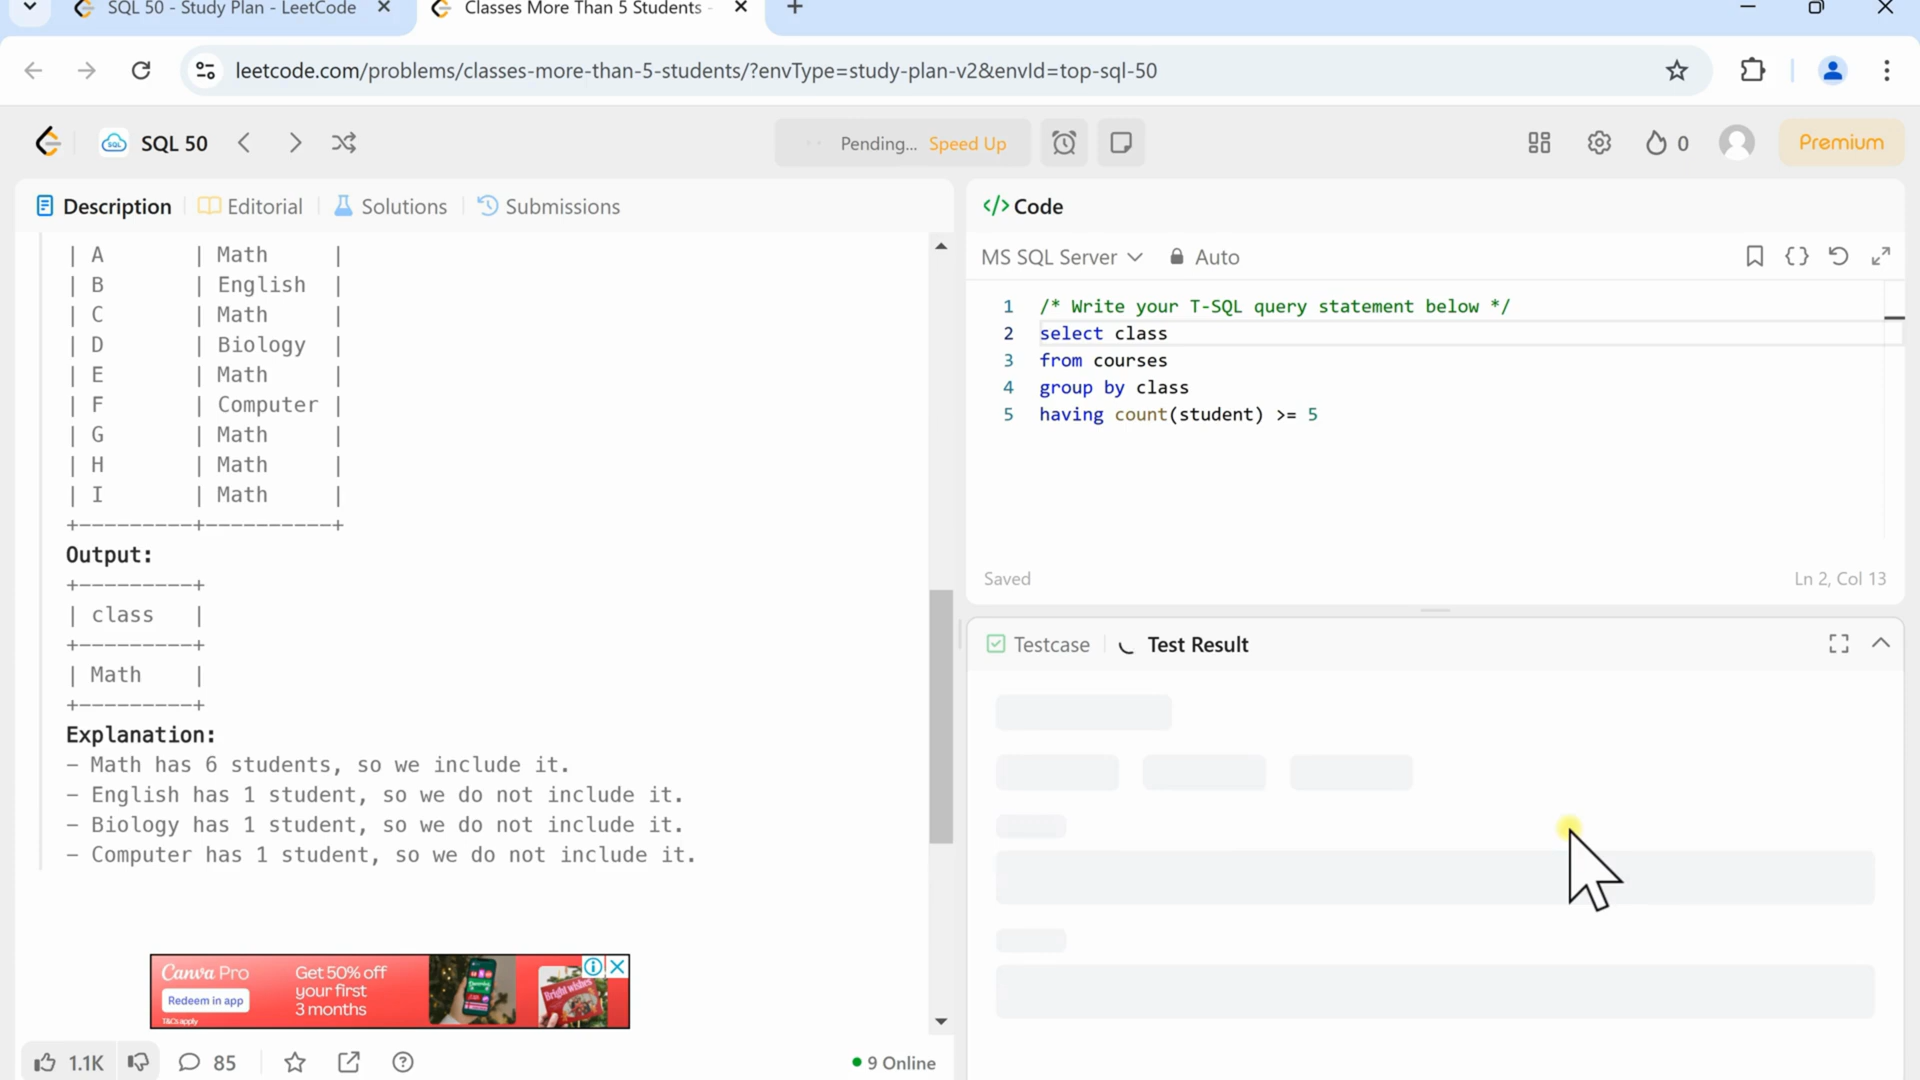 SQL 50 - Study Plan - LeetCode
Classes More Than 5 Students -
leetcode.com/problems/classes-more-than-5-students/?envType=study-plan-v2&envId=top-sql-50
SQL 50
Pending... Speed Up
0
Premium
Description
Editorial
Solutions
Submissions
| A | Math |
| B | English |
| C | Math |
| D | Biology |
| E | Math |
| F | Computer |
| G | Math |
| H | Math |
| I | Math |
+---------+----------+
Output:
+---------+
| class |
+---------+
| Math |
+---------+
Explanation:
- Math has 6 students, so we include it.
- English has 1 student, so we do not include it.
- Biology has 1 student, so we do not include it.
- Computer has 1 student, so we do not include it.
Canva Pro
Redeem in app
T&Cs apply
Get 50% off
your first
3 months
Bright wishes
1.1K
85
9 Online
</> Code
MS SQL Server
Auto
1 /* Write your T-SQL query statement below */
2 select class
3 from courses
4 group by class
5 having count(student) >= 5
Saved
Ln 2, Col 13
Testcase
Test Result